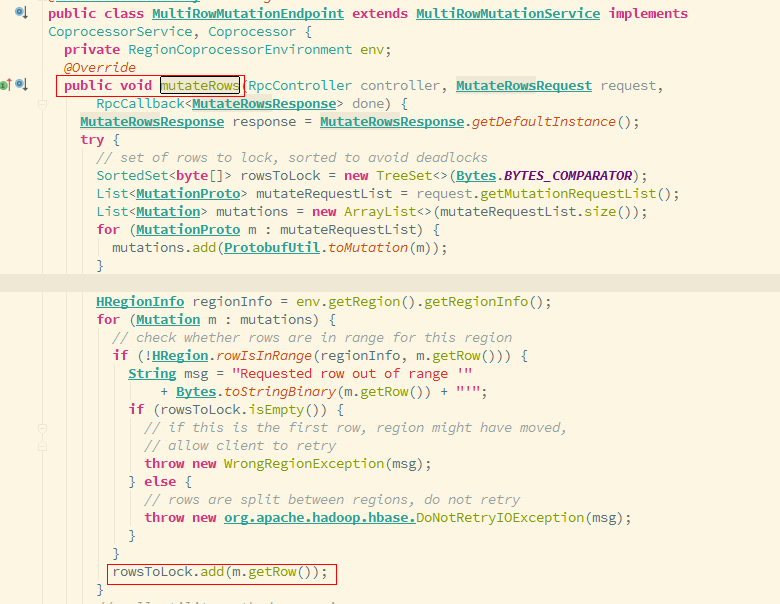 public class MultiRowMutationEndpoint extends MultiRowMutationService implements
CoprocessorService, Coprocessor {
private RegionCoprocessorEnvironment env;
@Override
public void mutateRows(RpcController controller, MutateRowsRequest request,
RpcCallback<MutateRowsResponse> done) {
MutateRowsResponse response = MutateRowsResponse.getDefaultInstance();
try {
// set of rows to lock, sorted to avoid deadlocks
SortedSet<byte[]> rowsToLock = new TreeSet<>(Bytes.BYTES_COMPARATOR);
List<MutationProto> mutateRequestList = request.getMutationRequestList();
List<Mutation> mutations = new ArrayList<>(mutateRequestList.size());
for (MutationProto m : mutateRequestList) {
mutations.add(ProtobufUtil.toMutation(m));
}
HRegionInfo regionInfo = env.getRegion().getRegionInfo();
for (Mutation m : mutations) {
// check whether rows are in range for this region
if (!HRegion.rowIsInRange(regionInfo, m.getRow())) {
String msg = "Requested row out of range '"
+ Bytes.toStringBinary(m.getRow()) + "'";
if (rowsToLock.isEmpty()) {
// if this is the first row, region might have moved,
// allow client to retry
throw new WrongRegionException(msg);
} else {
// rows are split between regions, do not retry
throw new org.apache.hadoop.hbase.DoNotRetryIOException(msg);
}
}
rowsToLock.add(m.getRow());
}